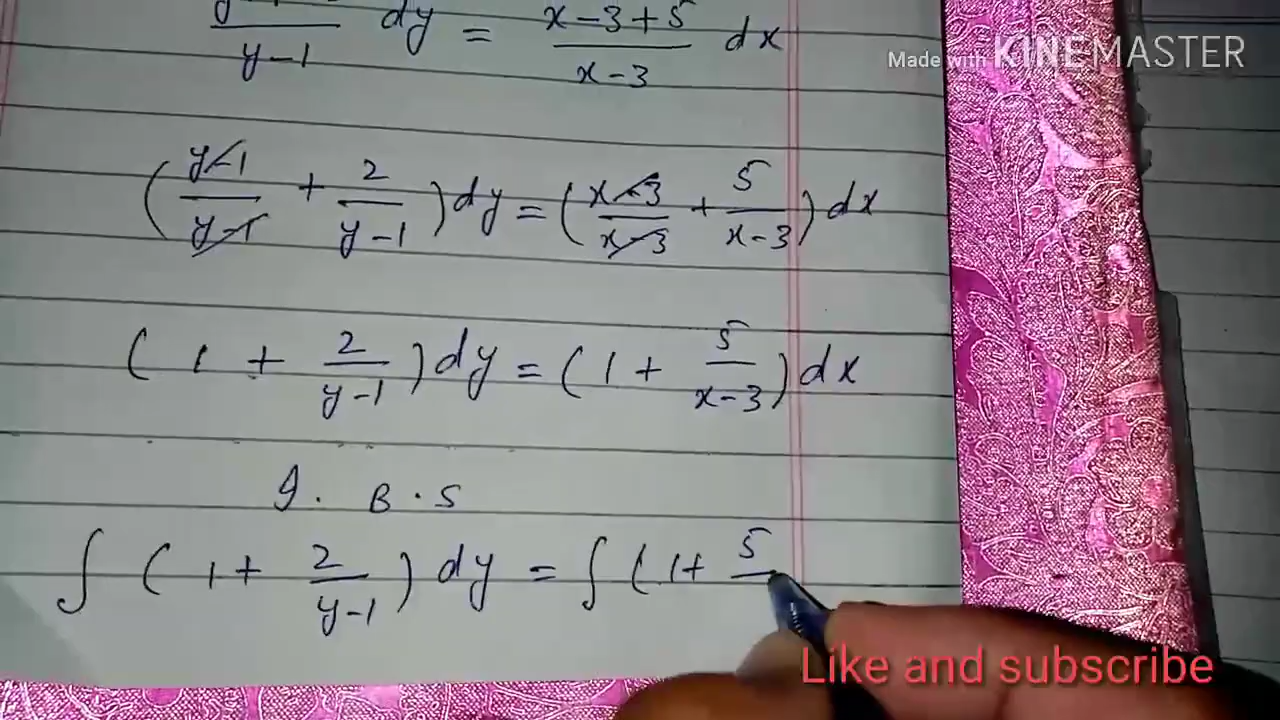 / y-1 dy = x-3+5 / x-3 dx
Made with KINEMASTER
( y-1 / y-1 + 2 / y-1 ) dy = ( x-3 / x-3 + 5 / x-3 ) dx
( 1 + 2 / y-1 ) dy = ( 1 + 5 / x-3 ) dx
I. B. S
∫ ( 1 + 2 / y-1 ) dy = ∫ ( 1 + 5
Like and subscribe